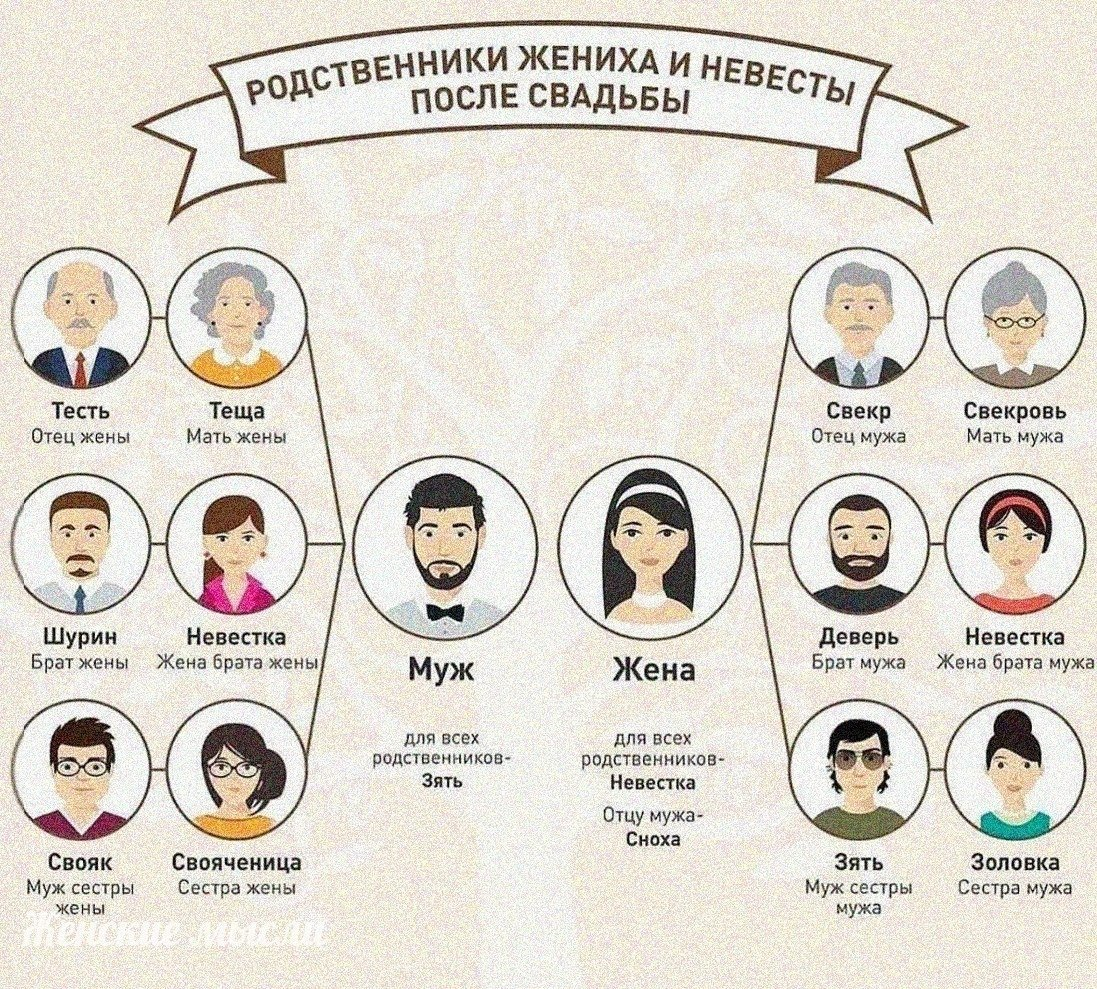 РОДСТВЕННИКИ ЖЕНИХА И НЕВЕСТЫ
ПОСЛЕ СВАДЬБЫ
Тесть
Отец жены
Теща
Мать жены
Свекр
Отец мужа
Свекровь
Мать мужа
Шурин
Брат жены
Невестка
Жена брата жены
Муж
для всех
родственников-
Зять
Жена
для всех
родственников-
Невестка
Отцу мужа-
Сноха
Деверь
Брат мужа
Невестка
Жена брата мужа
Свояк
Муж сестры
жены
Свояченица
Сестра жены
Зять
Муж сестры
мужа
Золовка
Сестра мужа
Женские мысли